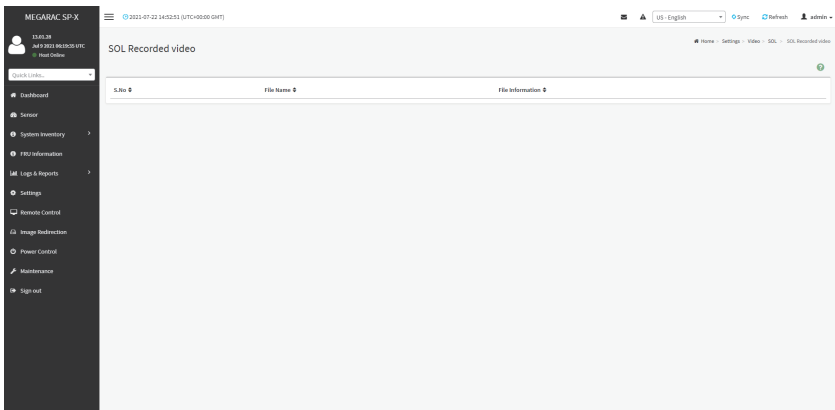 MEGARAC SP-X
2021-07-22 14:52:51 (UTC+00:00 GMT)
US - English
Sync
Refresh
admin
13.01.28
Jul 9 2021 06:19:35 UTC
Host Online
Quick Links...
Dashboard
Sensor
System Inventory
FRU Information
Logs & Reports
Settings
Remote Control
Image Redirection
Power Control
Maintenance
Sign out
SOL Recorded video
Home > Settings > Video > SOL > SOL Recorded video
S.No File Name File Information